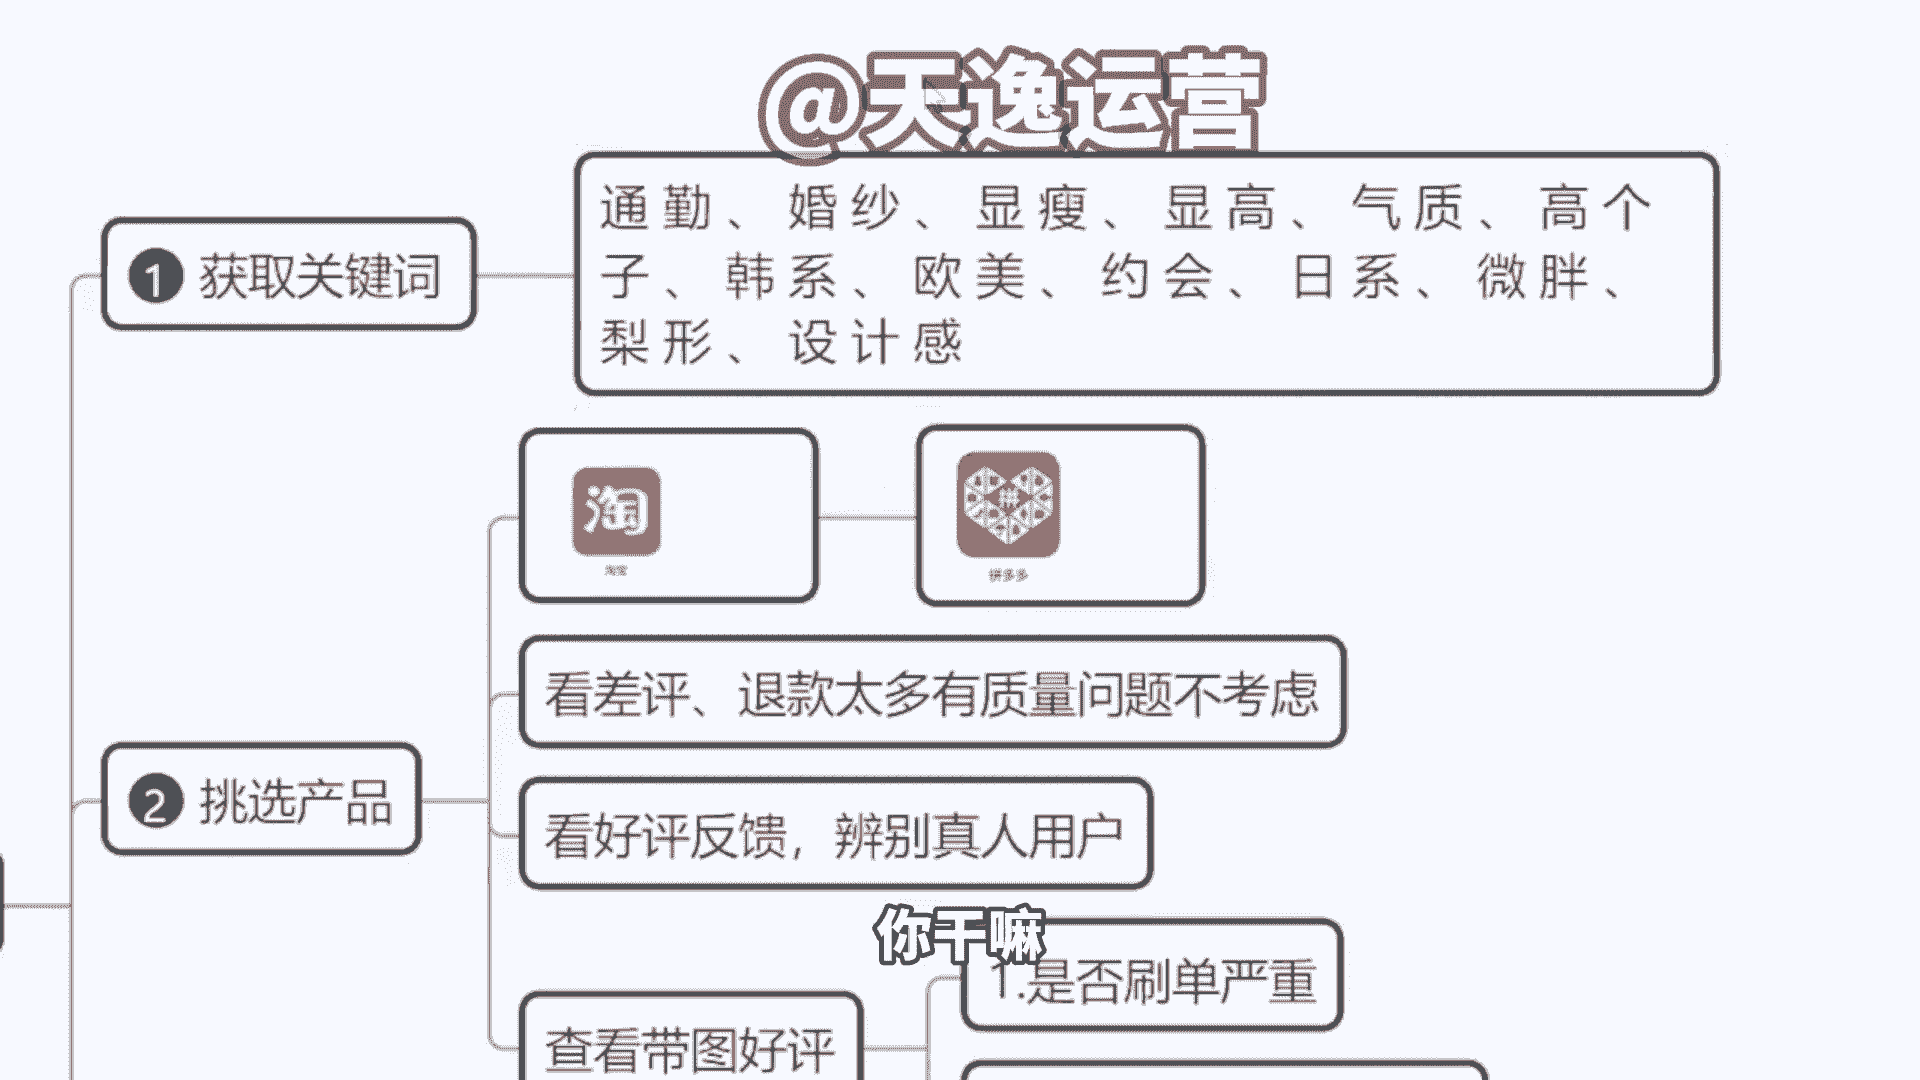 @天逸运营
通勤、婚纱、显瘦、显高、气质、高个
子、韩系、欧美、约会、日系、微胖、
梨形、设计感
1 获取关键词
淘
淘宝
拼
拼多多
看差评、退款太多有质量问题不考虑
2 挑选产品
看好评反馈，辨别真人用户
你干嘛
1.是否刷单严重
查看带图好评